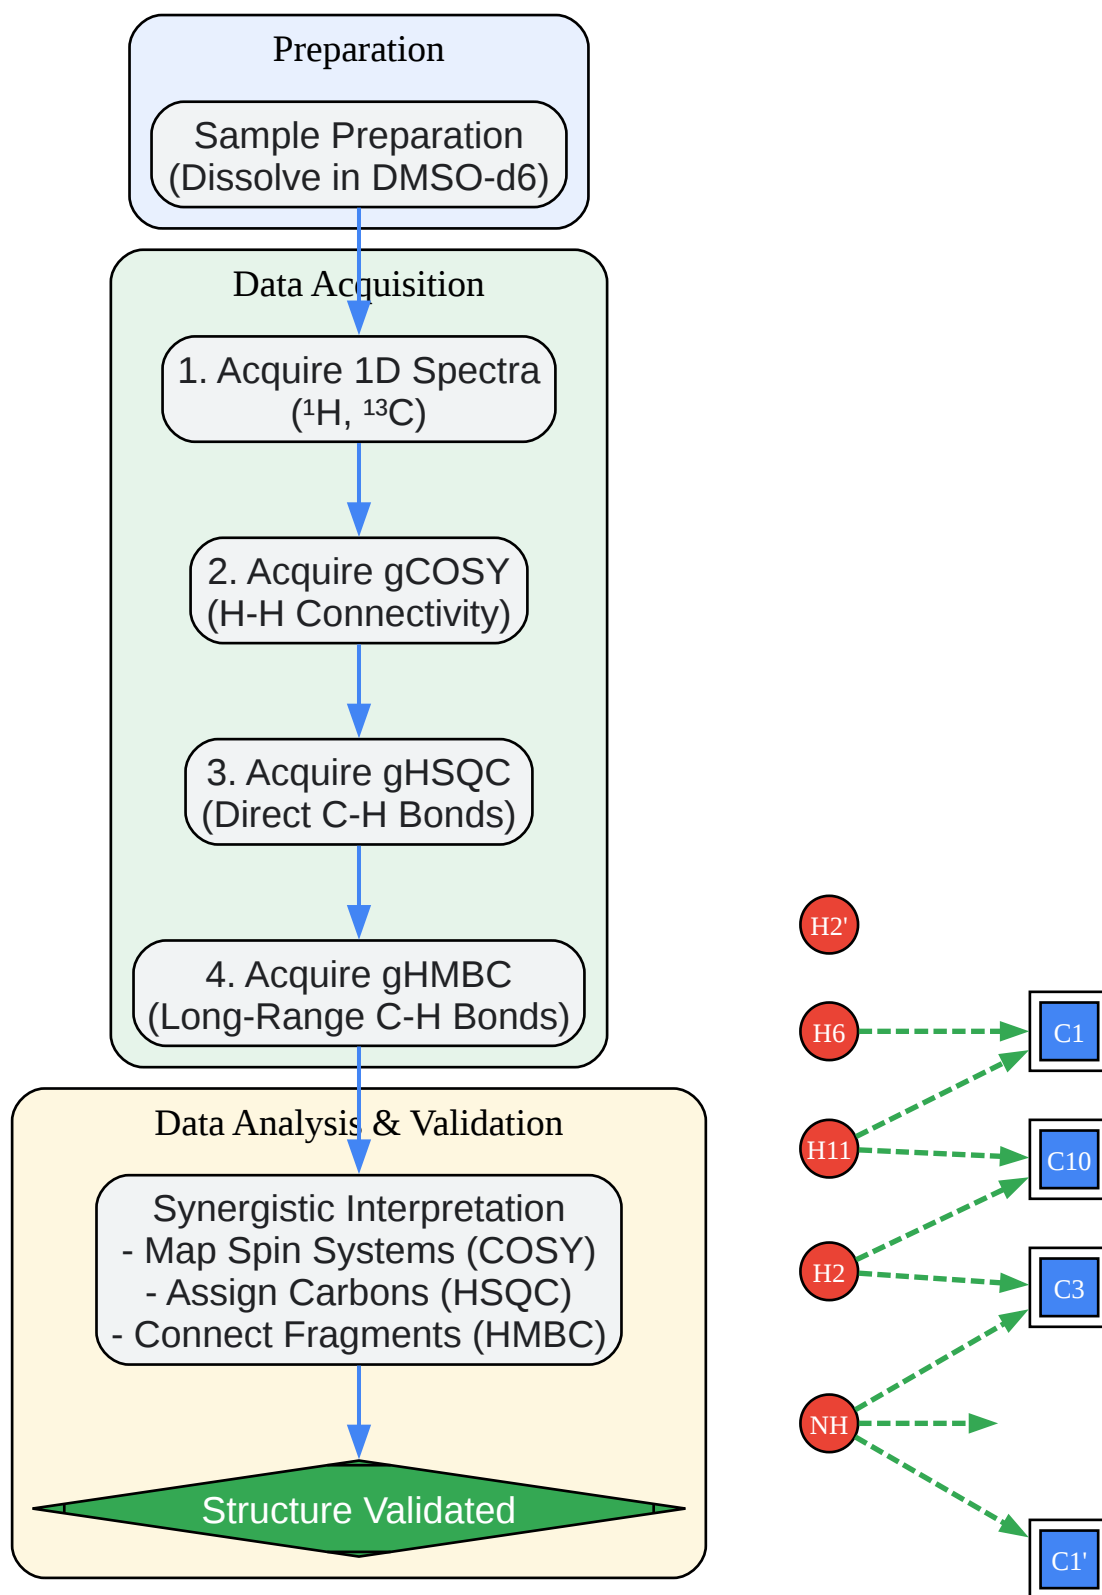 Preparation
Sample Preparation
(Dissolve in DMSO-d6)
Data Acquisition
1. Acquire 1D Spectra
(¹H, ¹³C)
2. Acquire gCOSY
(H-H Connectivity)
3. Acquire gHSQC
(Direct C-H Bonds)
4. Acquire gHMBC
(Long-Range C-H Bonds)
Data Analysis & Validation
Synergistic Interpretation
- Map Spin Systems (COSY)
- Assign Carbons (HSQC)
- Connect Fragments (HMBC)
Structure Validated
H2'
H6
C1
H11
C10
H2
C3
NH
C1'